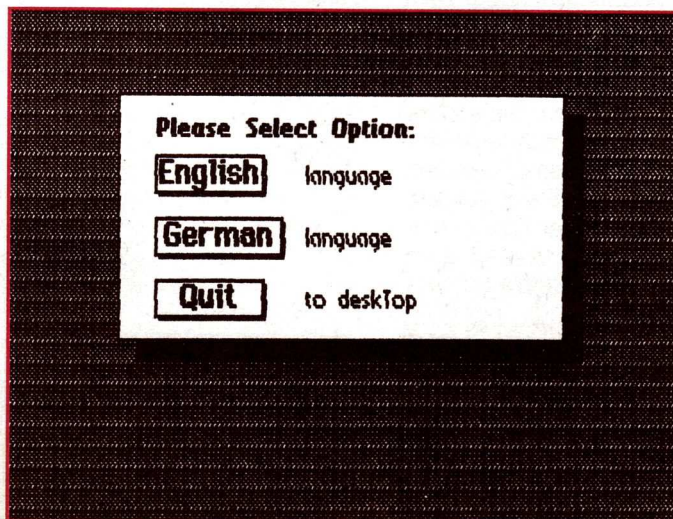 Please Select Option:
English language
German language
Quit to deskTop